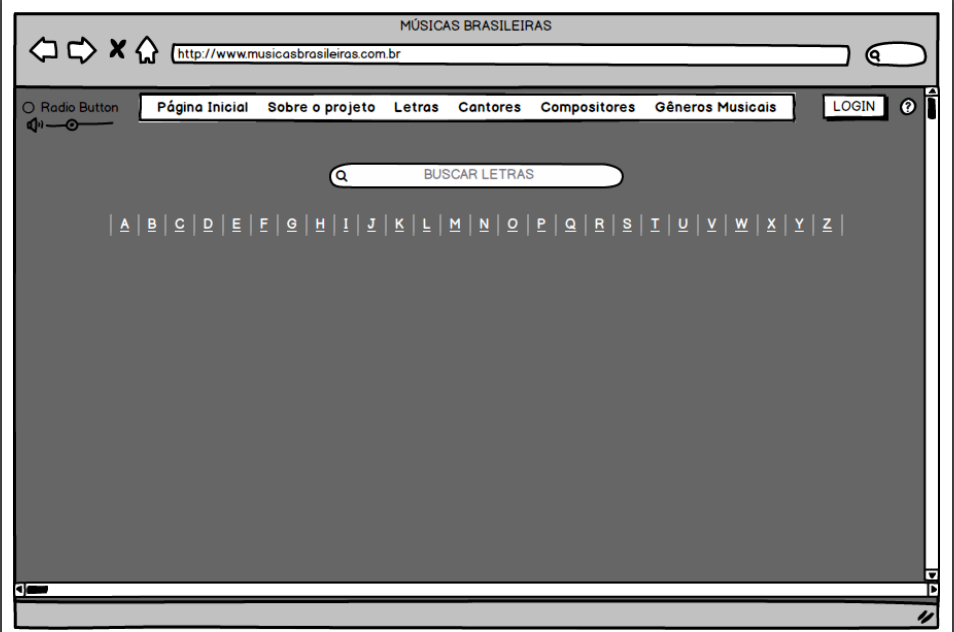 MÚSICAS BRASILEIRAS
http://www.musicasbrasileiras.com.br
Radio Button Página Inicial Sobre o projeto Letras Cantores Compositores Gêneros Musicais LOGIN ?
BUSCAR LETRAS
| A | B | C | D | E | F | G | H | I | J | K | L | M | N | O | P | Q | R | S | T | U | V | W | X | Y | Z |